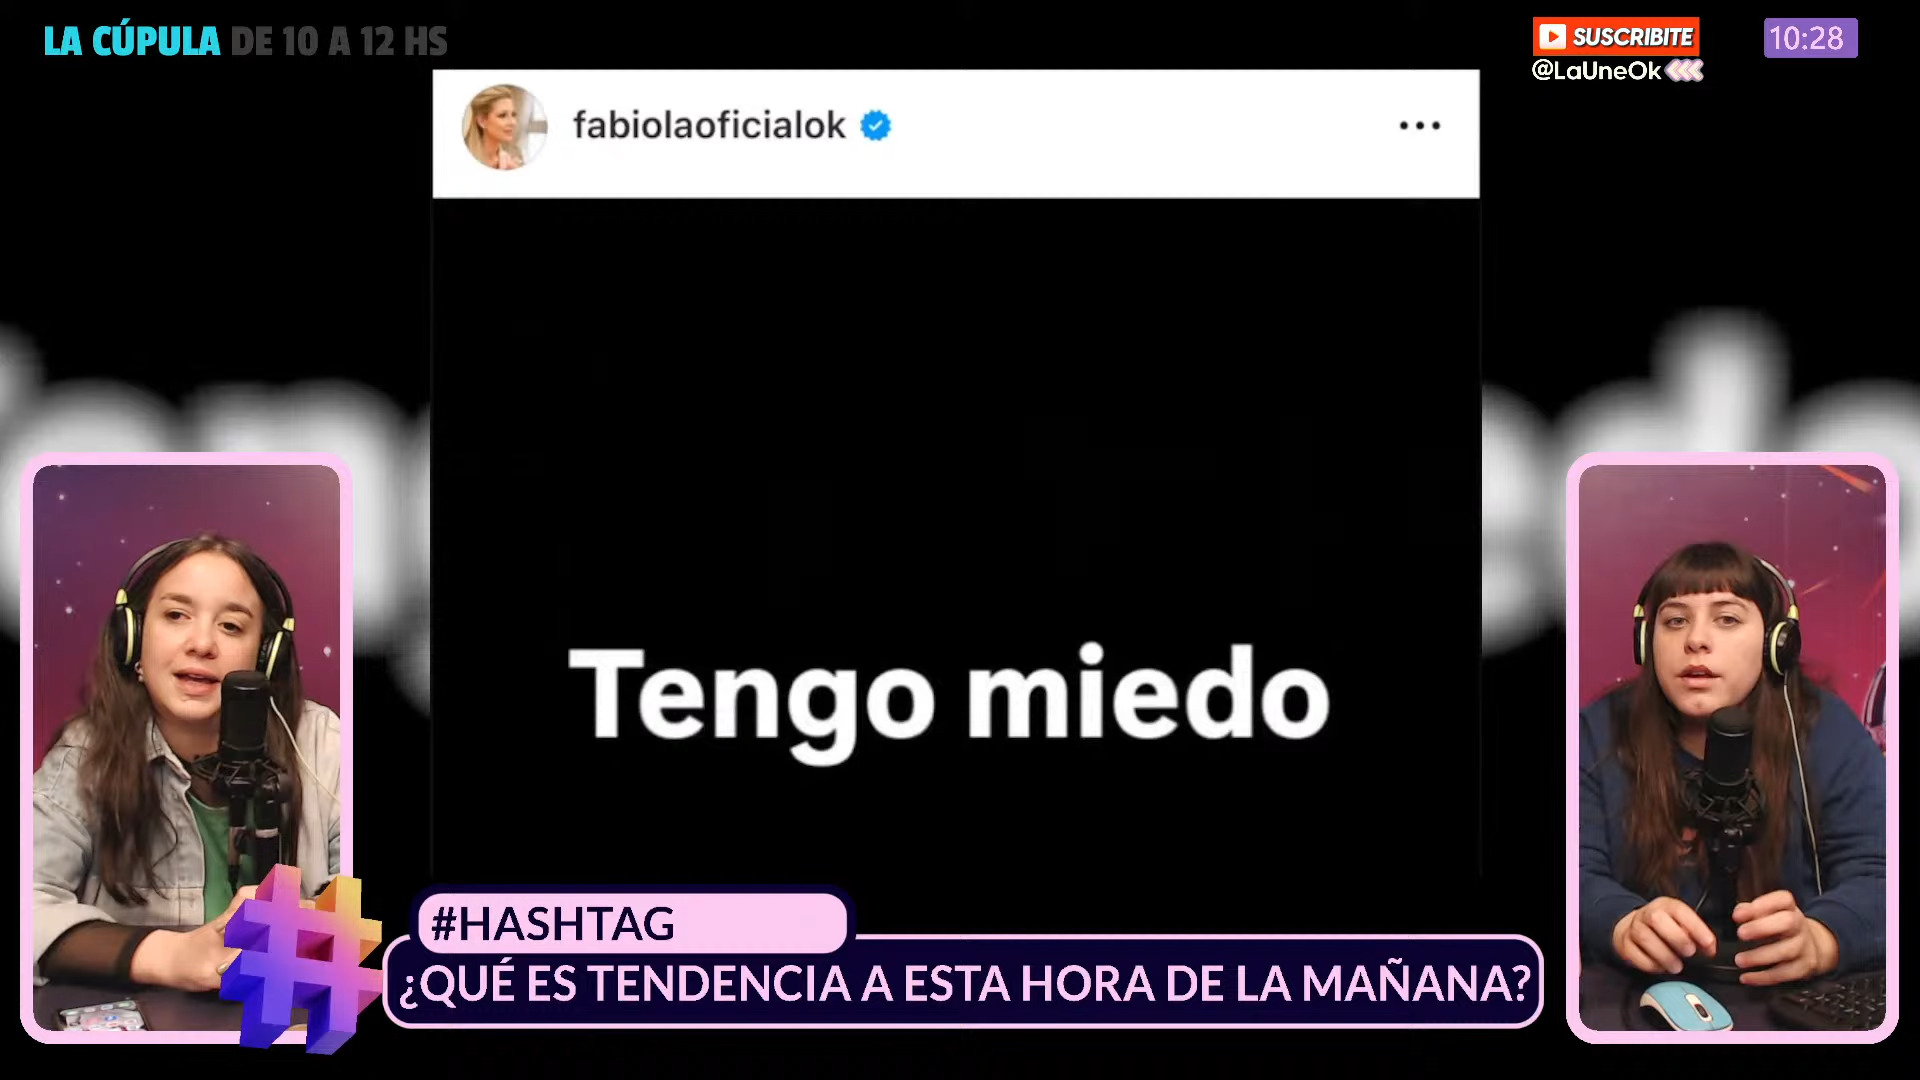 LA CÚPULA DE 10 A 12 HS
SUSCRIBITE
@LaUneOk
10:28
fabiolaoficialok
Tengo miedo
#HASHTAG
¿QUÉ ES TENDENCIA A ESTA HORA DE LA MAÑANA?